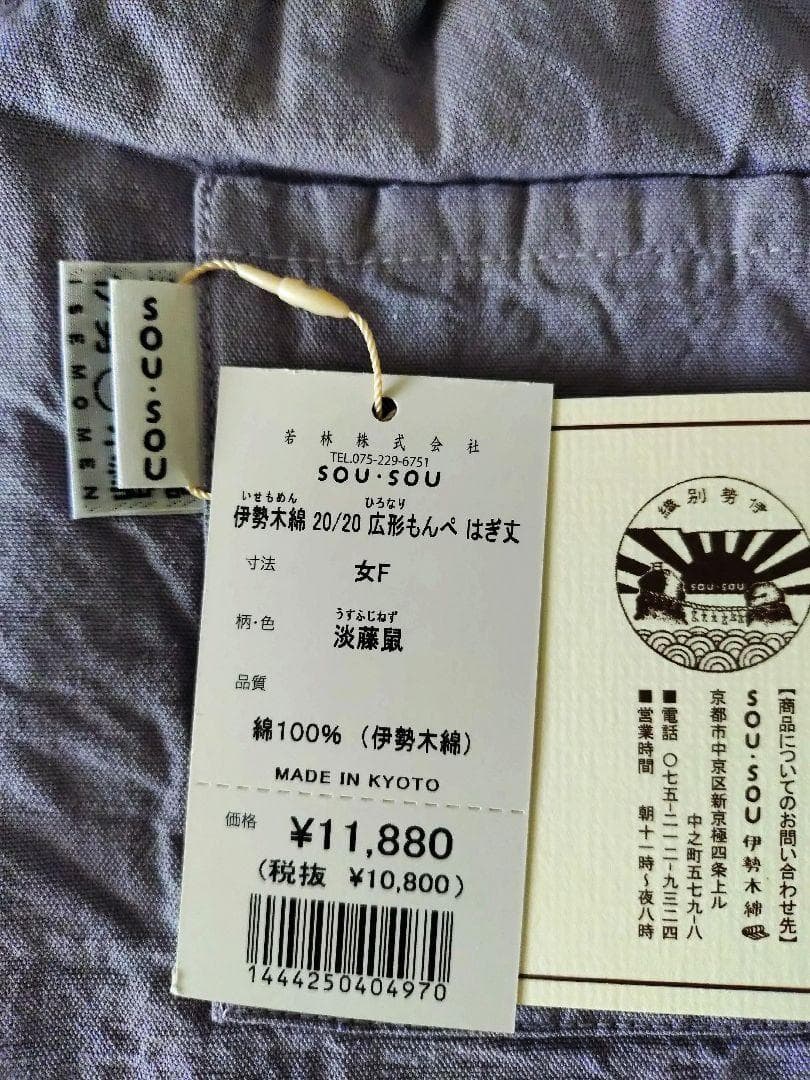 SOU・SOU
ISEMOMEN
若林株式会社
TEL.075-229-6751
SOU・SOU
いせもめん ひろなり
伊勢木綿 20/20 広形もんぺ はぎ丈
寸法 女F
うすふじねず
柄・色 淡藤鼠
品質
綿100% (伊勢木綿)
MADE IN KYOTO
価格 ¥11,880
(税抜 ¥10,800)
1444250404970
伊勢別織
SOU・SOU
【商品についてのお問い合わせ先】
SOU・SOU 伊勢木綿
京都市中京区新京極四条上ル
中之町五七九-八
■電話 〇七五-二一二-九三二四
■営業時間 朝十一時~夜八時